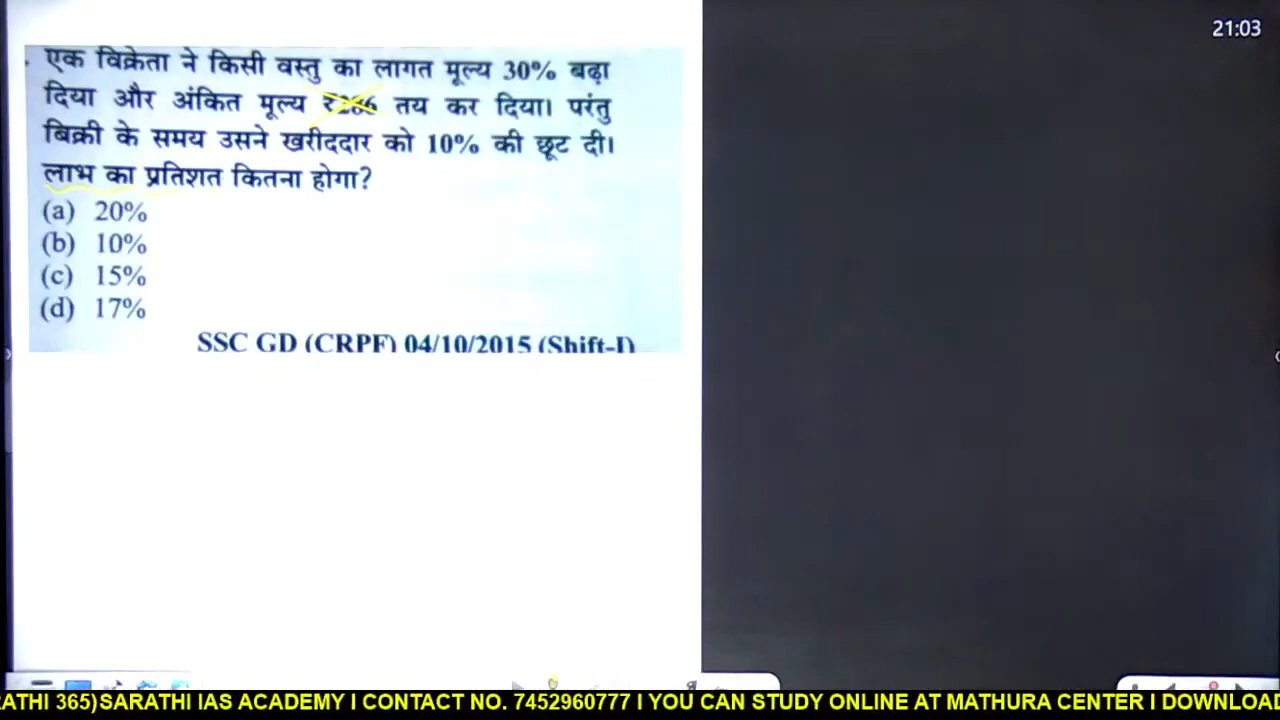 21:03
एक विक्रेता ने किसी वस्तु का लागत मूल्य 30% बढ़ा
दिया और अंकित मूल्य ₹286 तय कर दिया। परंतु
बिक्री के समय उसने खरीददार को 10% की छूट दी।
लाभ का प्रतिशत कितना होगा?
(a) 20%
(b) 10%
(c) 15%
(d) 17%
SSC GD (CRPF) 04/10/2015 (Shift-I)
RATHI 365)SARATHI IAS ACADEMY I CONTACT NO. 7452960777 I YOU CAN STUDY ONLINE AT MATHURA CENTER I DOWNLOAD